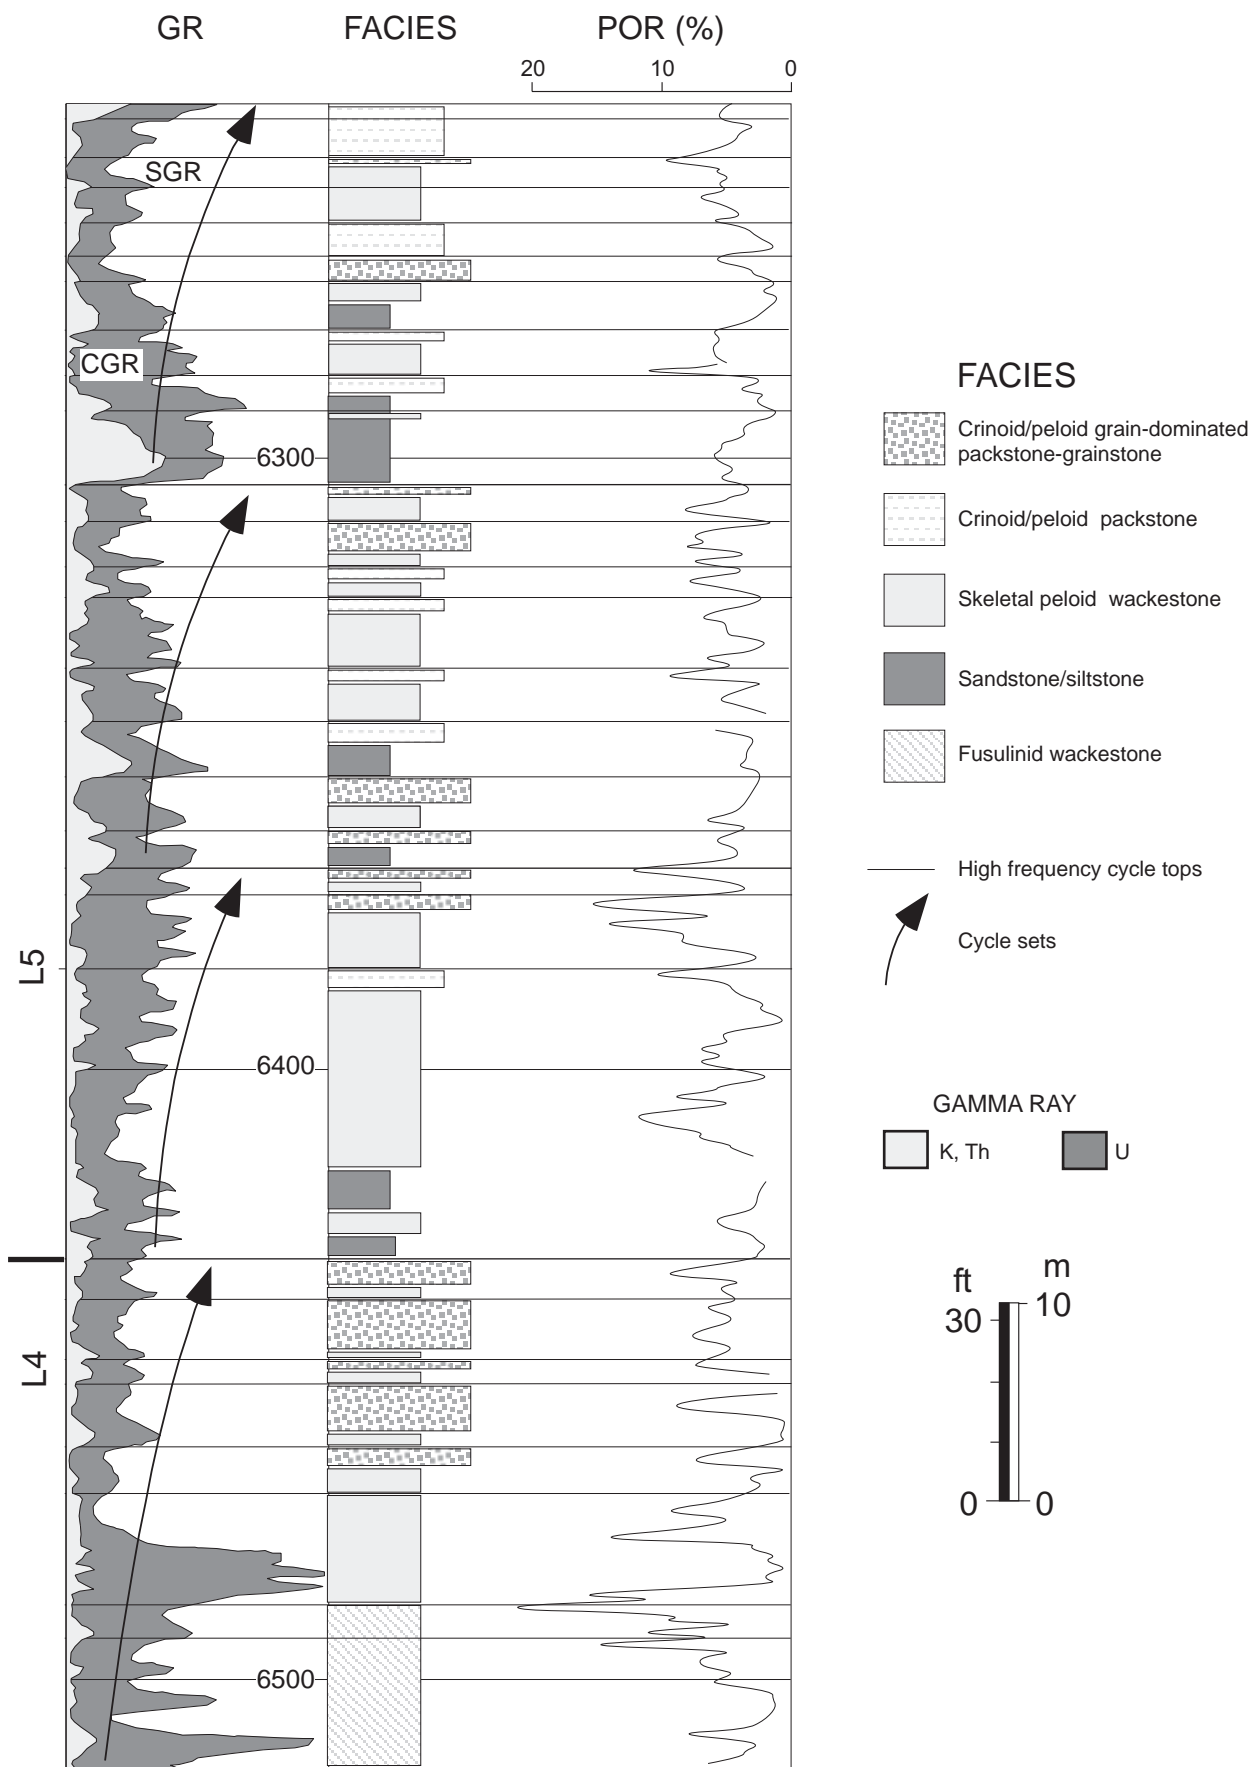 GR FACIES POR (%)
20 10 0
SGR
CGR
6300
L5
6400
L4
6500
FACIES
Crinoid/peloid grain-dominated
packstone-grainstone
Crinoid/peloid packstone
Skeletal peloid wackestone
Sandstone/siltstone
Fusulinid wackestone
High frequency cycle tops
Cycle sets
GAMMA RAY
K, Th U
ft m
30 10
0 0